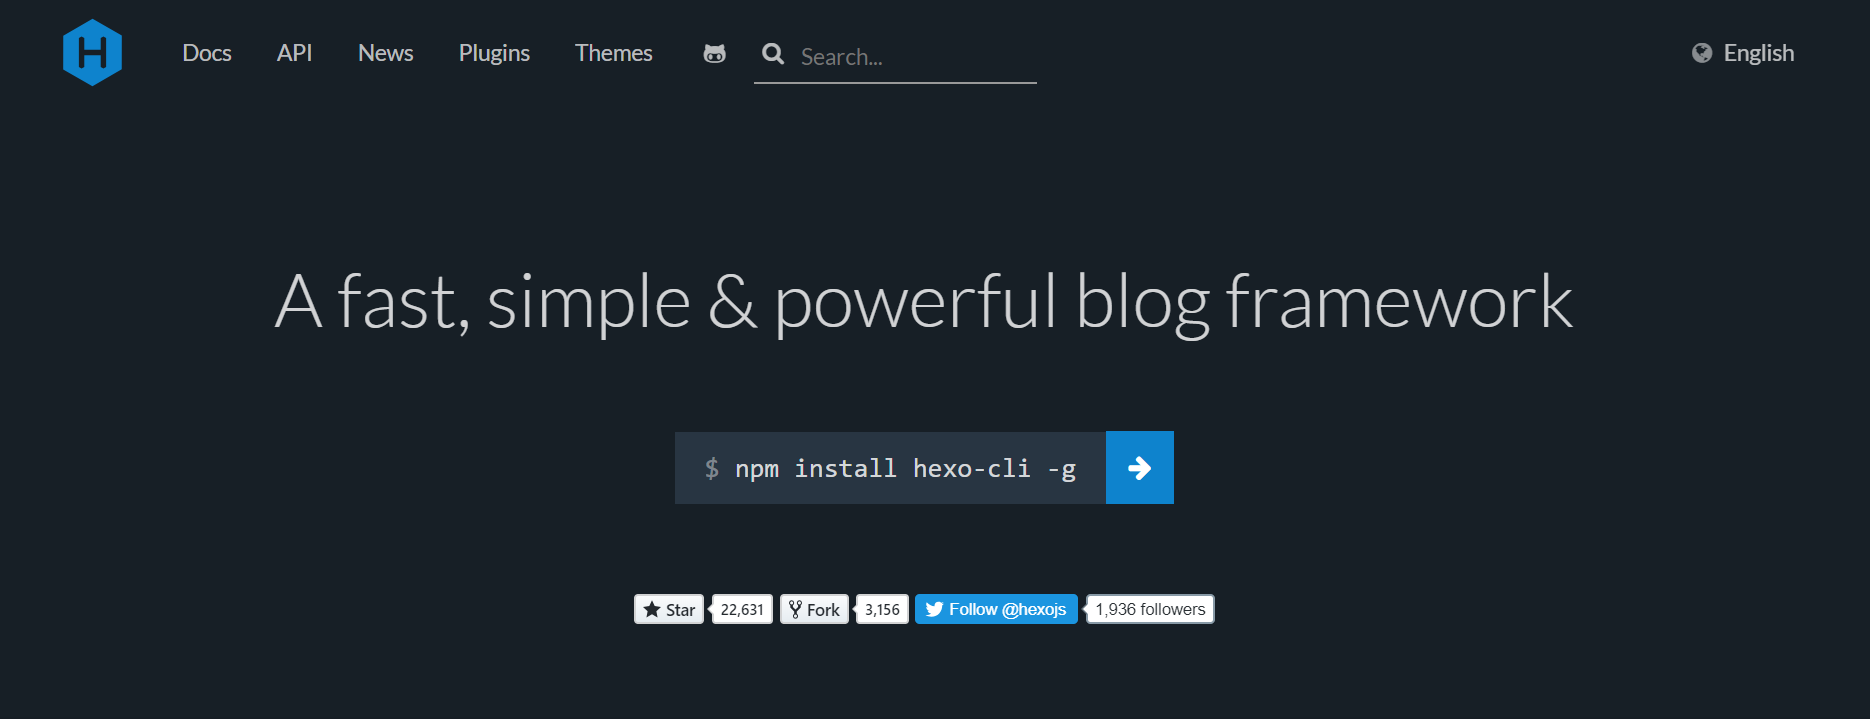 H Docs API News Plugins Themes Search... English
A fast, simple & powerful blog framework
$ npm install hexo-cli -g
Star 22,631 Fork 3,156 Follow @hexojs 1,936 followers